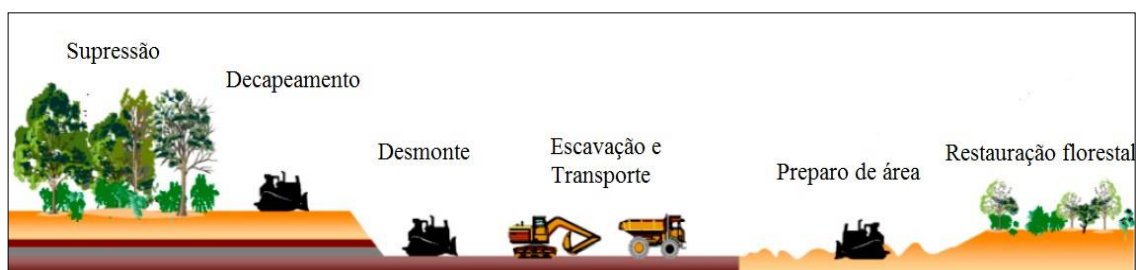 Supressão
Decapeamento
Desmonte
Escavação e
Transporte
Preparo de área
Restauração florestal